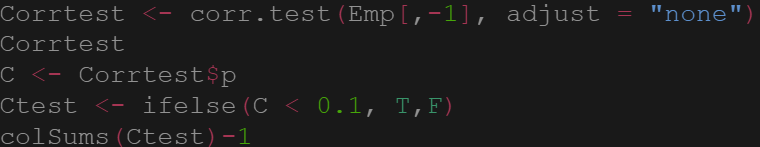 Corrtest <- corr.test(Emp[,-1], adjust = "none")
Corrtest
C <- Corrtest$p
Ctest <- ifelse(C < 0.1, T,F)
colSums(Ctest)-1